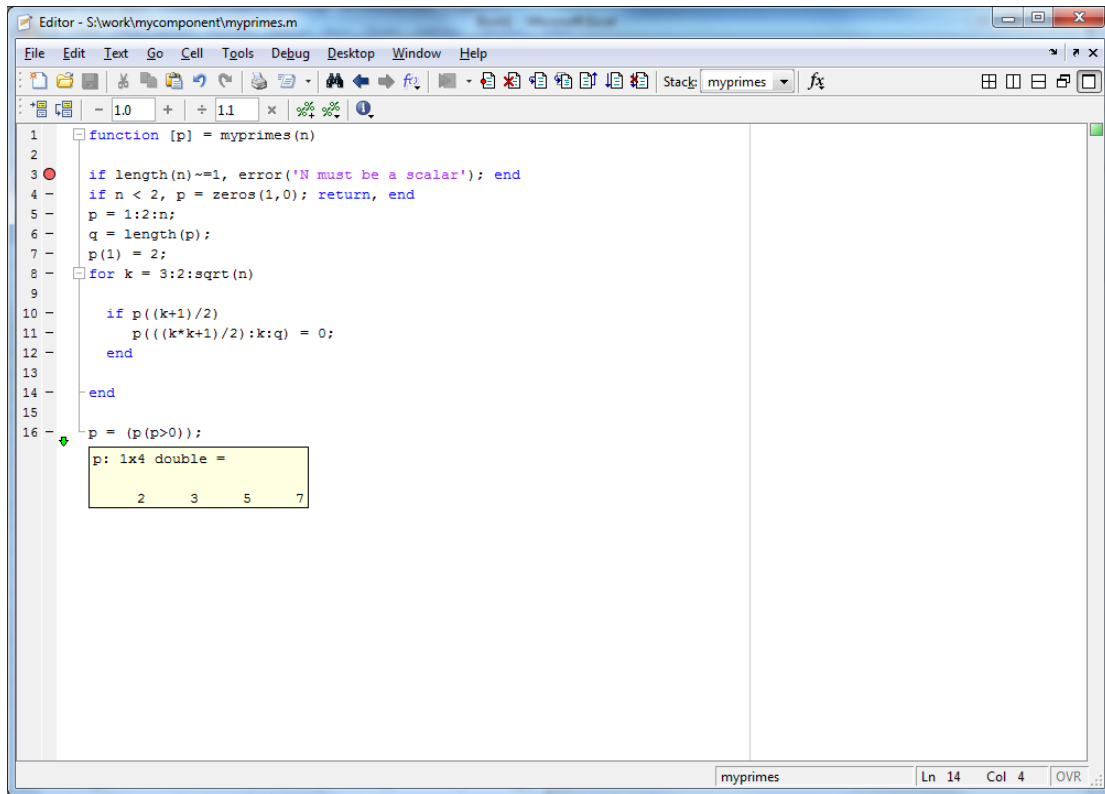 Editor - S:\work\mycomponent\myprimes.m
File Edit Text Go Cell Tools Debug Desktop Window Help
Stack: myprimes fx
- 1.0 + ÷ 1.1 ×
1 function [p] = myprimes(n)
2
3 if length(n)~=1, error('N must be a scalar'); end
4 - if n < 2, p = zeros(1,0); return, end
5 - p = 1:2:n;
6 - q = length(p);
7 - p(1) = 2;
8 - for k = 3:2:sqrt(n)
9
10 - if p((k+1)/2)
11 - p(((k*k+1)/2):k:q) = 0;
12 - end
13
14 - end
15
16 - p = (p(p>0));
p: 1x4 double =
2 3 5 7
myprimes Ln 14 Col 4 OVR